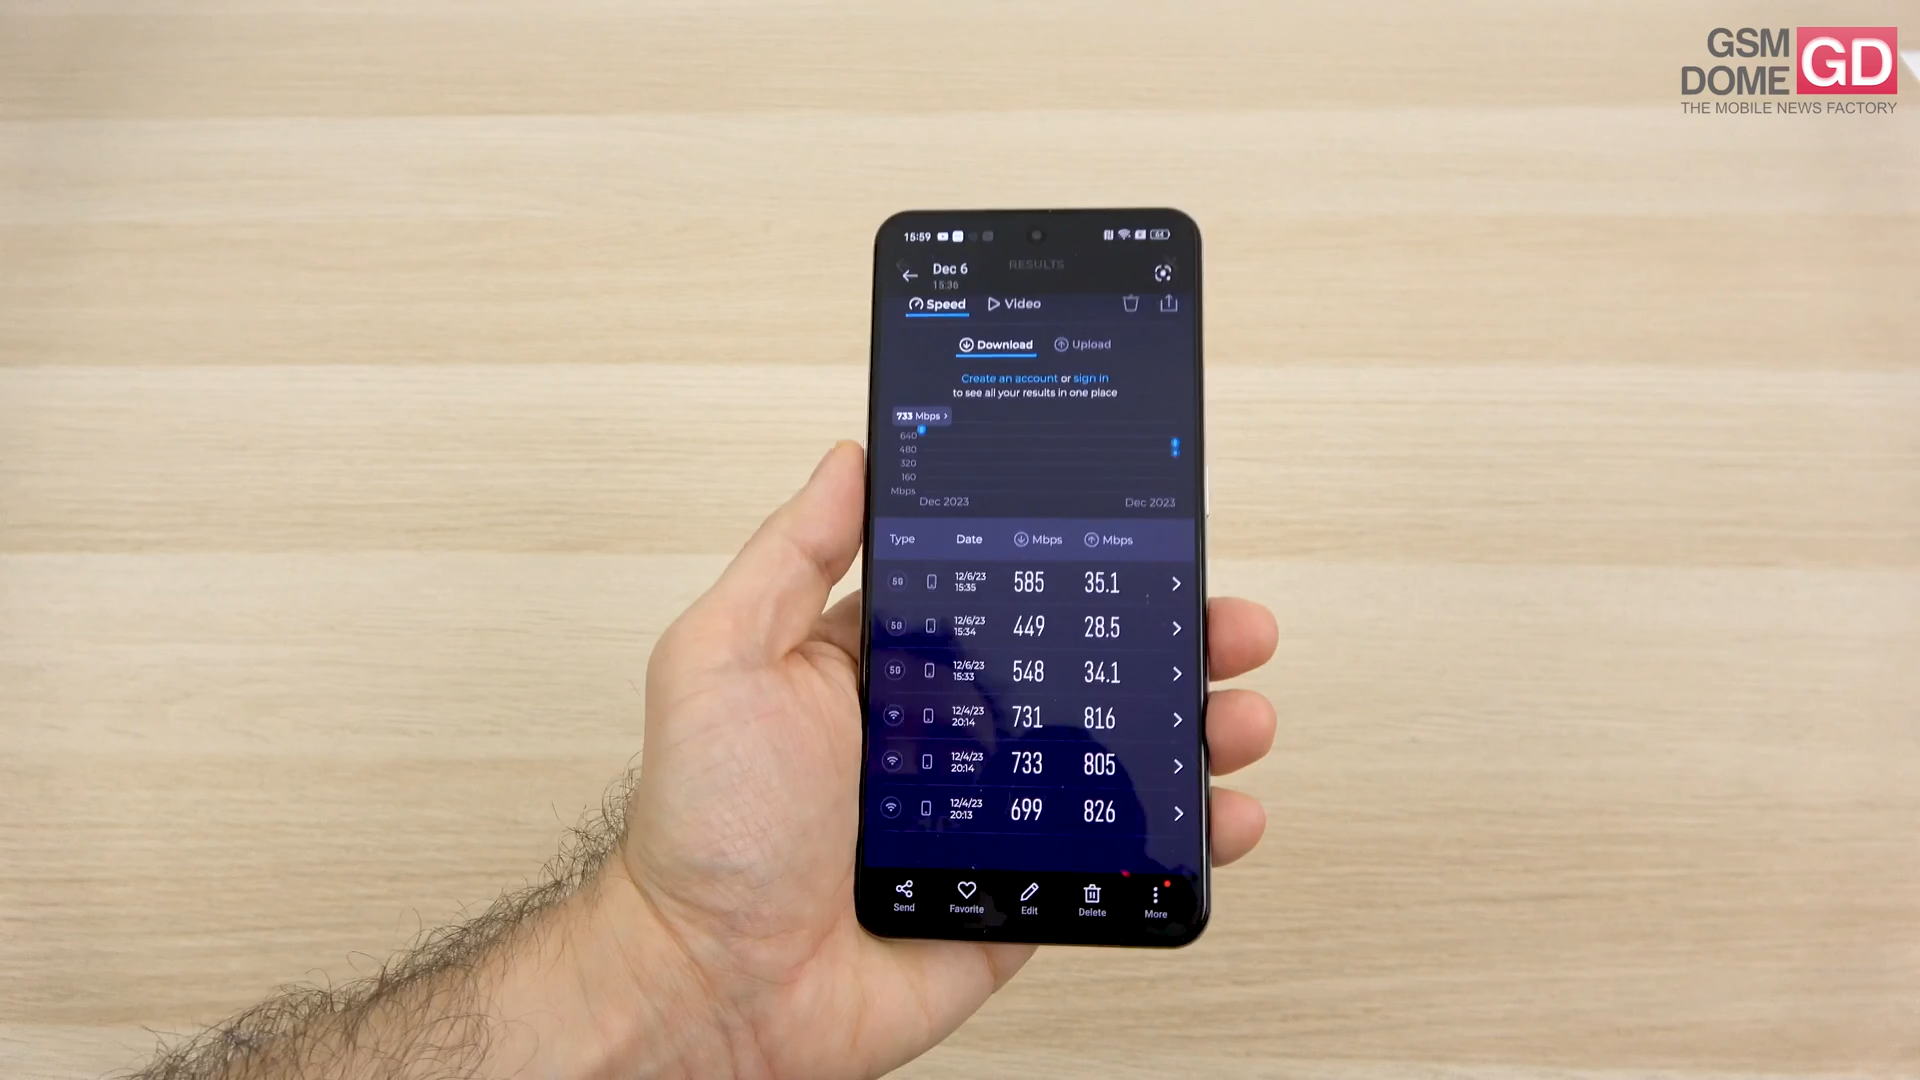 GSM
DOME
GD
THE MOBILE NEWS FACTORY
15:59
64
Dec 6
RESULTS
15:36
Speed
Video
Download
Upload
Create an account or sign in
to see all your results in one place
733 Mbps >
640
480
320
160
Mbps
Dec 2023
Dec 2023
Type Date Mbps Mbps
5G 12/6/23 15:35 585 35.1
5G 12/6/23 15:34 449 28.5
5G 12/6/23 15:33 548 34.1
12/4/23 20:14 731 816
12/4/23 20:14 733 805
12/4/23 20:13 699 826
Send
Favorite
Edit
Delete
More